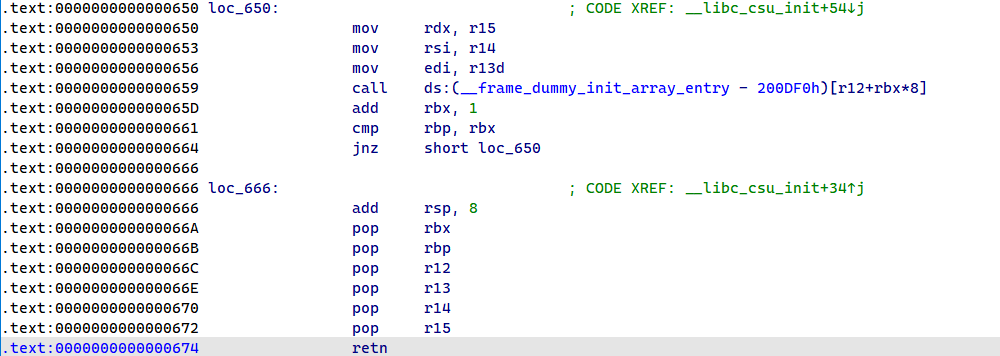 .text:0000000000000650 loc_650: ; CODE XREF: __libc_csu_init+54↓j
.text:0000000000000650 mov rdx, r15
.text:0000000000000653 mov rsi, r14
.text:0000000000000656 mov edi, r13d
.text:0000000000000659 call ds:(__frame_dummy_init_array_entry - 200DF0h)[r12+rbx*8]
.text:000000000000065D add rbx, 1
.text:0000000000000661 cmp rbp, rbx
.text:0000000000000664 jnz short loc_650
.text:0000000000000666
.text:0000000000000666 loc_666: ; CODE XREF: __libc_csu_init+34↑j
.text:0000000000000666 add rsp, 8
.text:000000000000066A pop rbx
.text:000000000000066B pop rbp
.text:000000000000066C pop r12
.text:000000000000066E pop r13
.text:0000000000000670 pop r14
.text:0000000000000672 pop r15
.text:0000000000000674 retn